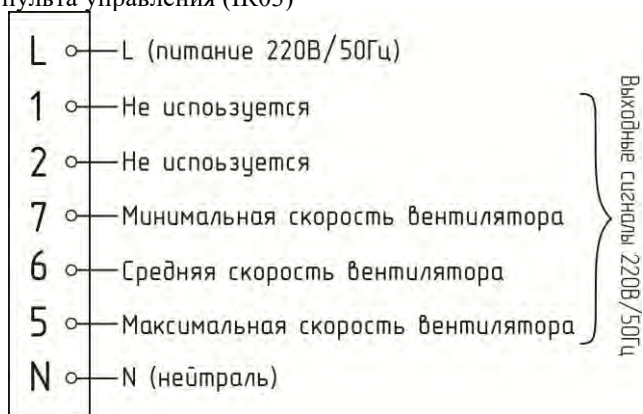 пульта управления (IR03)
L L (питание 220В/50Гц)
1 Не испоьзуется
2 Не испоьзуется
7 Минимальная скорость вентилятора
6 Средняя скорость вентилятора
5 Максимальная скорость вентилятора
N N (нейтраль)
Выходные сигналы 220В/50Гц